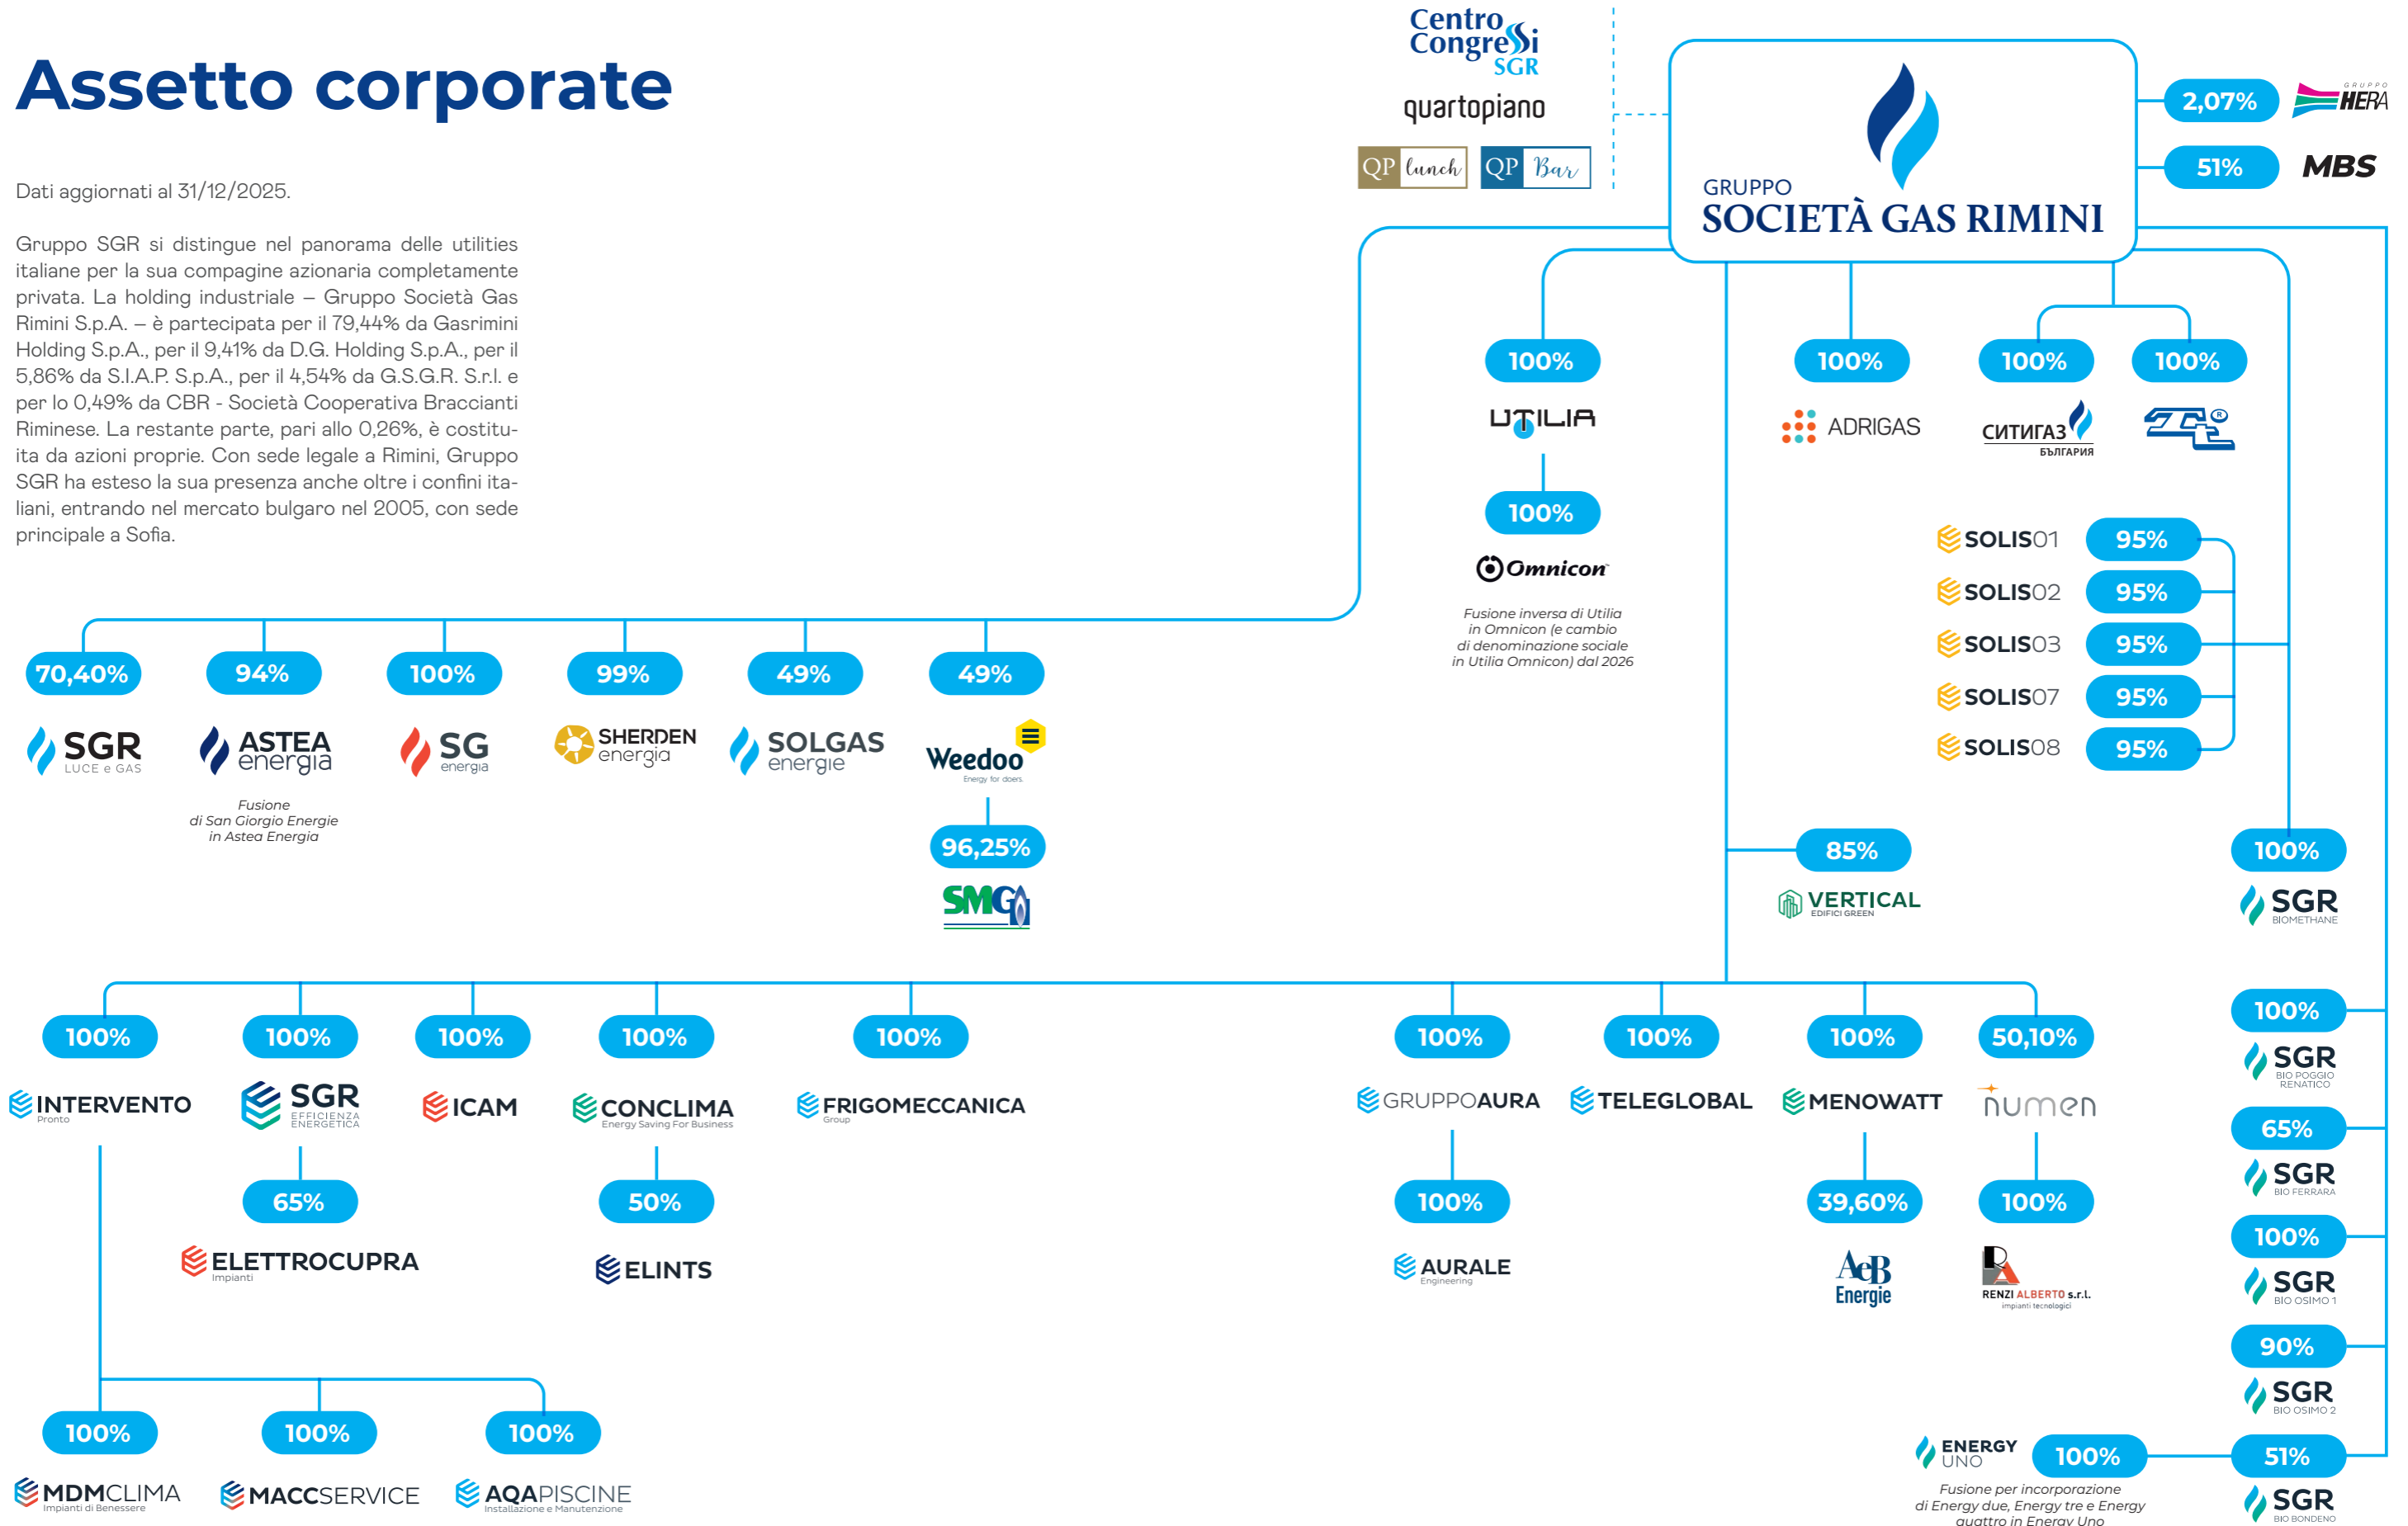 Assetto corporate
Dati aggiornati al 31/12/2025.
Gruppo SGR si distingue nel panorama delle utilities
italiane per la sua compagine azionaria completamente
privata. La holding industriale – Gruppo Società Gas
Rimini S.p.A. – è partecipata per il 79,44% da Gasrimini
Holding S.p.A., per il 9,41% da D.G. Holding S.p.A., per il
5,86% da S.I.A.P. S.p.A., per il 4,54% da G.S.G.R. S.r.l. e
per lo 0,49% da CBR - Società Cooperativa Braccianti
Riminese. La restante parte, pari allo 0,26%, è costitu-
ita da azioni proprie. Con sede legale a Rimini, Gruppo
SGR ha esteso la sua presenza anche oltre i confini ita-
liani, entrando nel mercato bulgaro nel 2005, con sede
principale a Sofia.
Centro
Congressi
SGR
quartopiano
QP lunch
QP Bar
GRUPPO
SOCIETÀ GAS RIMINI
2,07%
GRUPPO
HERA
51%
MBS
100%
UTILIA
100%
Omnicon
Fusione inversa di Utilia
in Omnicon (e cambio
di denominazione sociale
in Utilia Omnicon) dal 2026
100%
ADRIGAS
100%
СИТИГАЗ
БЪЛГАРИЯ
100%
SOLIS01 95%
SOLIS02 95%
SOLIS03 95%
SOLIS07 95%
SOLIS08 95%
70,40%
SGR
LUCE e GAS
94%
ASTEA
energia
Fusione
di San Giorgio Energie
in Astea Energia
100%
SG
energia
99%
SHERDEN
energia
49%
SOLGAS
energie
49%
Weedoo
Energy for doers.
96,25%
SMG
85%
VERTICAL
EDIFICI GREEN
100%
SGR
BIOMETHANE
100%
INTERVENTO
Pronto
100%
SGR
EFFICIENZA
ENERGETICA
65%
ELETTROCUPRA
Impianti
100%
ICAM
100%
CONCLIMA
Energy Saving For Business
50%
ELINTS
100%
FRIGOMECCANICA
Group
100%
GRUPPOAURA
100%
AURALE
Engineering
100%
TELEGLOBAL
100%
MENOWATT
39,60%
AeB
Energie
50,10%
numen
100%
RENZI ALBERTO s.r.l.
impianti tecnologici
100%
MDMCLIMA
Impianti di Benessere
100%
MACCSERVICE
100%
AQAPISCINE
Installazione e Manutenzione
100%
SGR
BIO POGGIO
RENATICO
65%
SGR
BIO FERRARA
100%
SGR
BIO OSIMO 1
90%
SGR
BIO OSIMO 2
51%
SGR
BIO BONDENO
ENERGY
UNO
100%
Fusione per incorporazione
di Energy due, Energy tre e Energy
quattro in Energy Uno